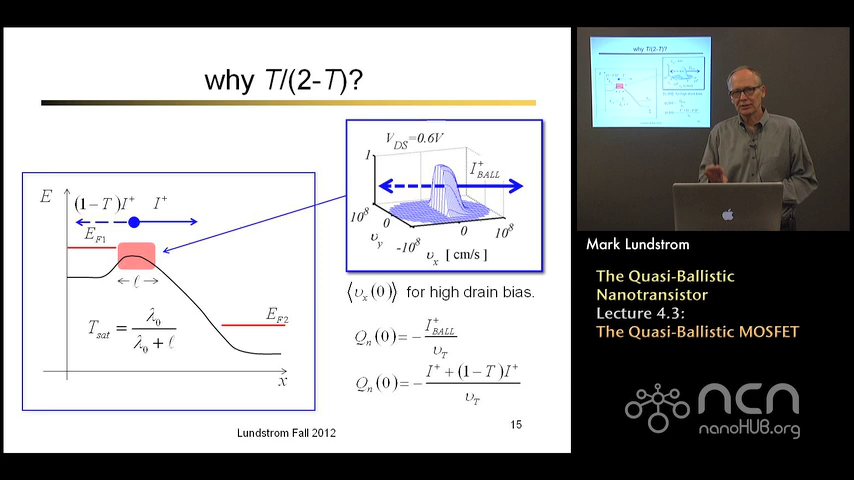 why T/(2-T)?
V_DS=0.6V
1
I⁺_BALL
10⁸
0
-10⁸
υ_y
0
10⁸
υ_x [cm/s]
E
(1−T)I⁺ I⁺
E_F1
ℓ
E_F2
T_sat = λ₀ / (λ₀ + ℓ)
x
⟨υ_x(0)⟩ for high drain bias.
Q_n(0) = − I⁺_BALL / υ_T
Q_n(0) = − (I⁺ + (1−T)I⁺) / υ_T
Lundstrom Fall 2012
15
why T/(2-T)?
Mark Lundstrom
The Quasi-Ballistic
Nanotransistor
Lecture 4.3:
The Quasi-Ballistic MOSFET
ncn
nanoHUB.org